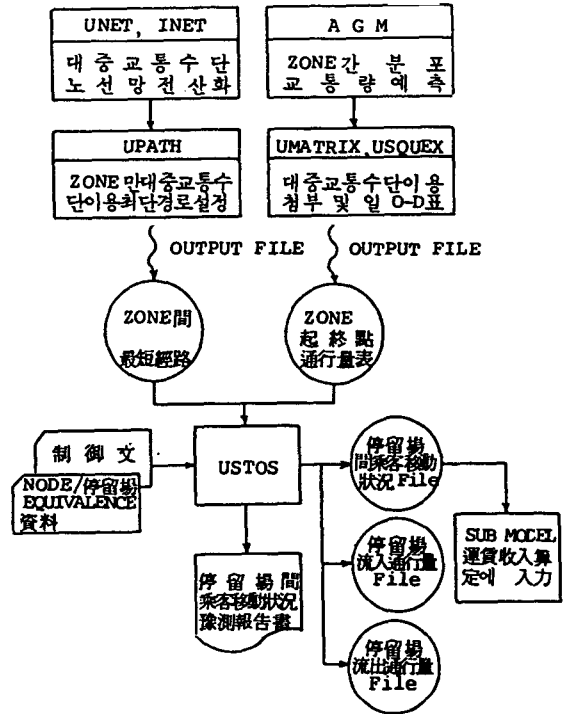 UNET, INET
대 중 교 통 수 단
노 선 망 전 산 화
A G M
ZONE간 분 포
교 통 량 예 측
UPATH
ZONE만대중교통수
단이용최단경로설정
UMATRIX,USQUEX
대중교통수단이용
첨부 및 일 O-D표
OUTPUT FILE
OUTPUT FILE
ZONE間
最短經路
ZONE
起 終 點
通行量表
制 御 文
NODE/停留場
EQUIVALENCE
資料
USTOS
停留場
間乘客移動
狀況 File
SUB MODEL
運賃收入算
定에 入力
停留場
流入通行量
File
停 留 場 間
乘客移動狀況
豫測報告書
停留場
流出通行量
File